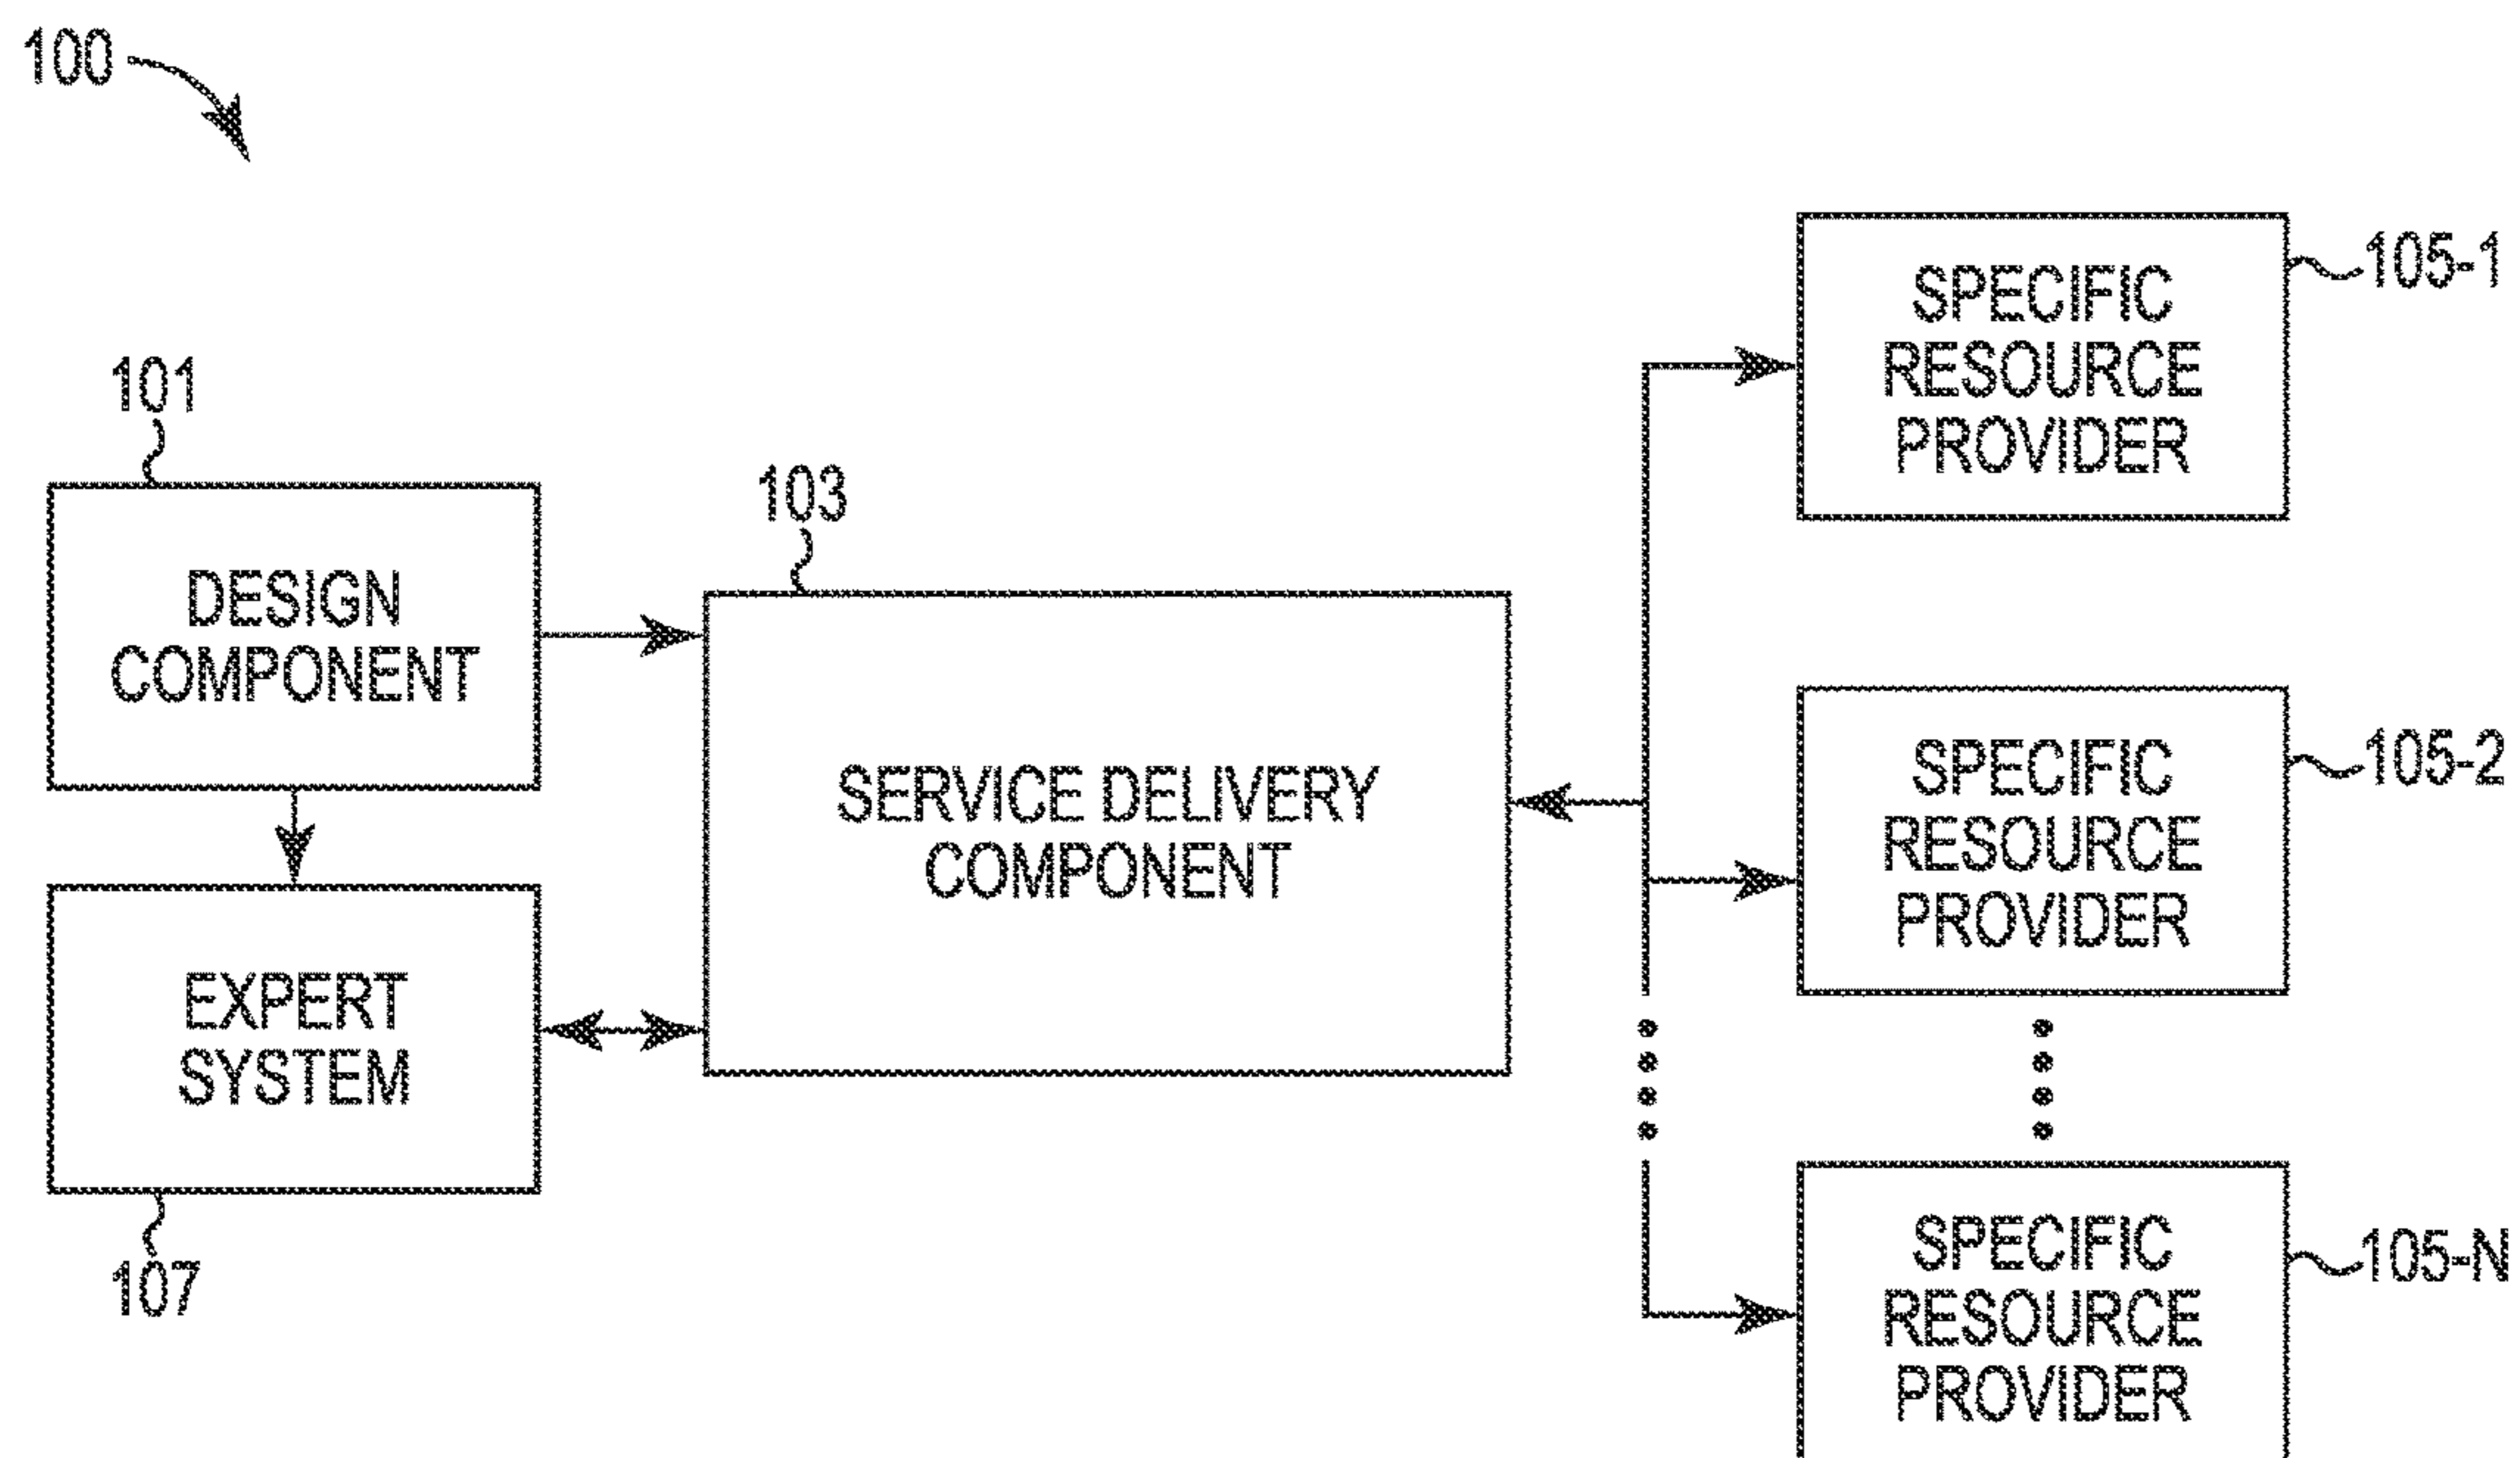 100
101
DESIGN
COMPONENT
103
SERVICE DELIVERY
COMPONENT
EXPERT
SYSTEM
107
SPECIFIC
RESOURCE
PROVIDER
105-1
SPECIFIC
RESOURCE
PROVIDER
105-2
SPECIFIC
RESOURCE
PROVIDER
105-N